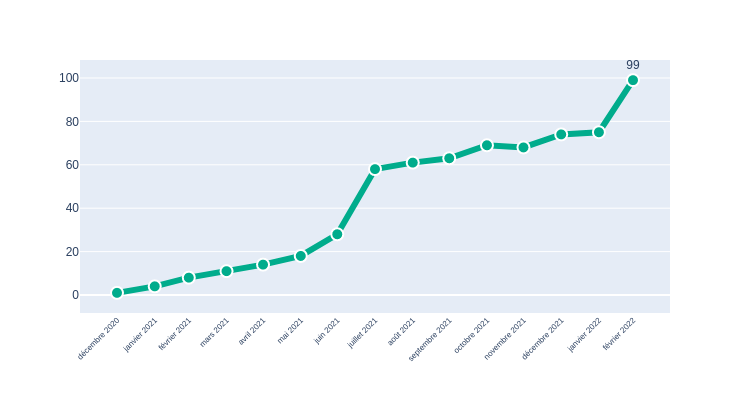 99
100
80
60
40
20
0
décembre 2020
janvier 2021
février 2021
mars 2021
avril 2021
mai 2021
juin 2021
juillet 2021
août 2021
septembre 2021
octobre 2021
novembre 2021
décembre 2021
janvier 2022
février 2022